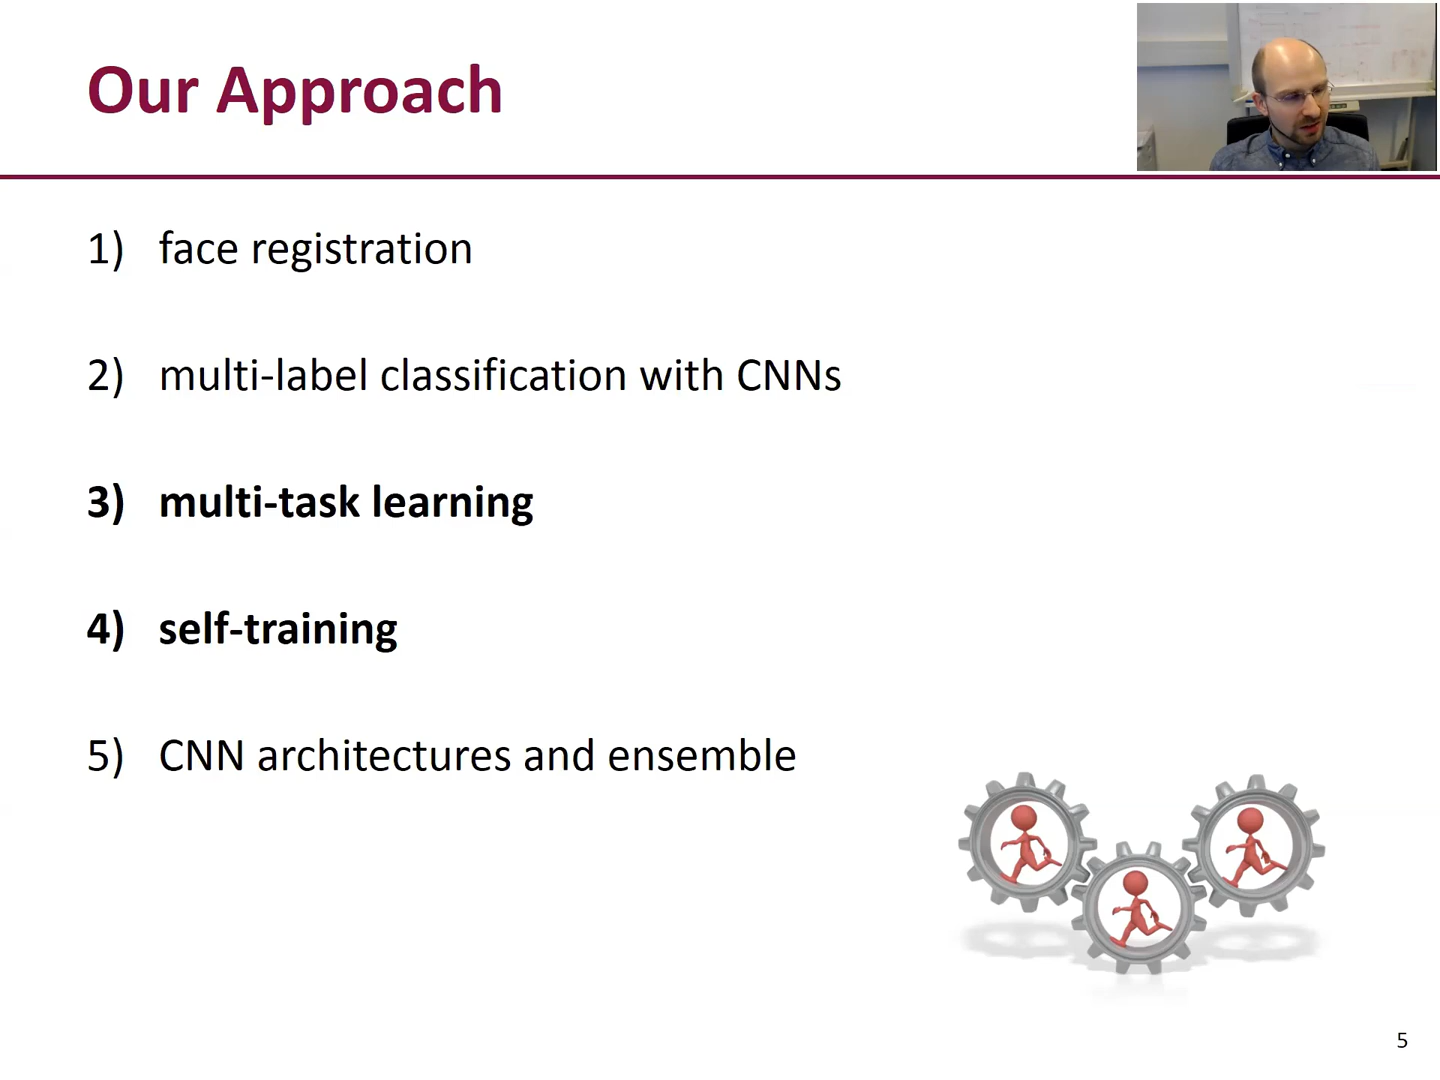 Our Approach
1) face registration
2) multi-label classification with CNNs
3) multi-task learning
4) self-training
5) CNN architectures and ensemble
5